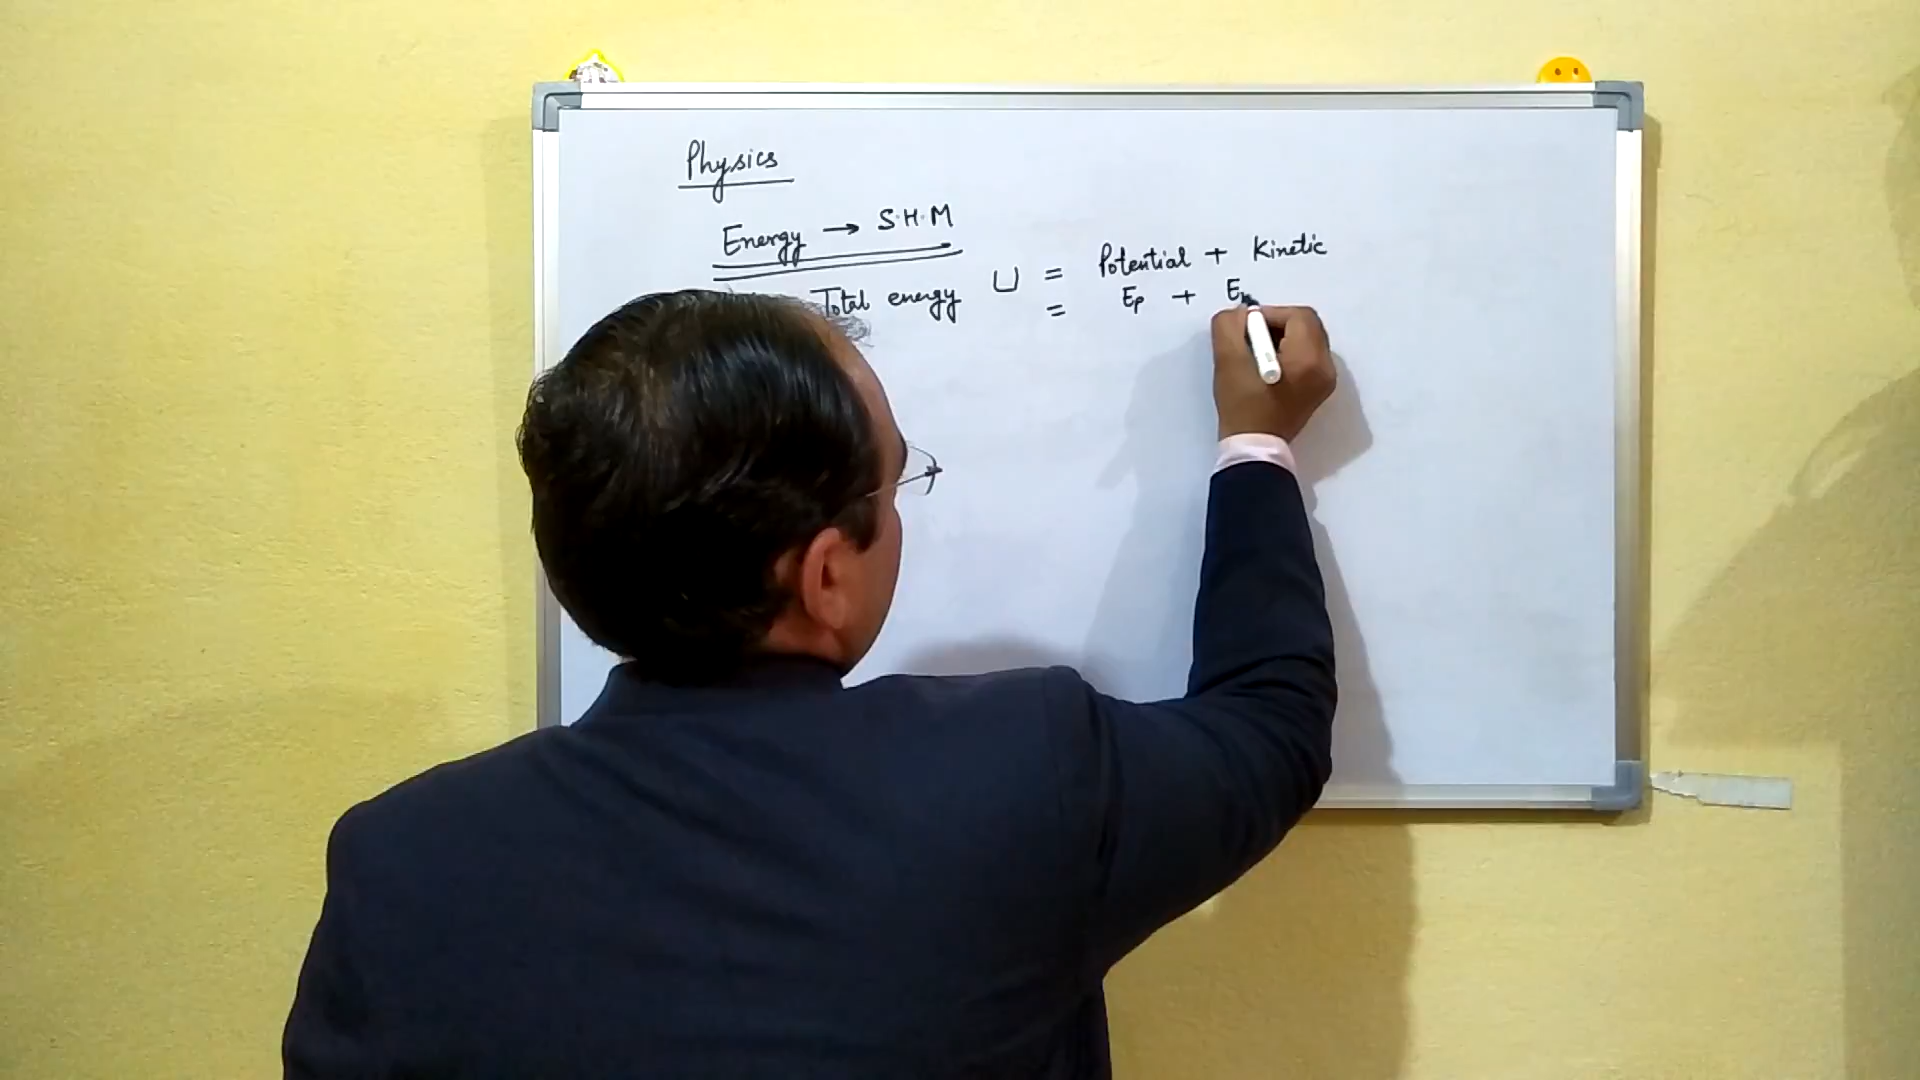 Physics
Energy → S.H.M
Total energy U = Potential + Kinetic
= Ep + E